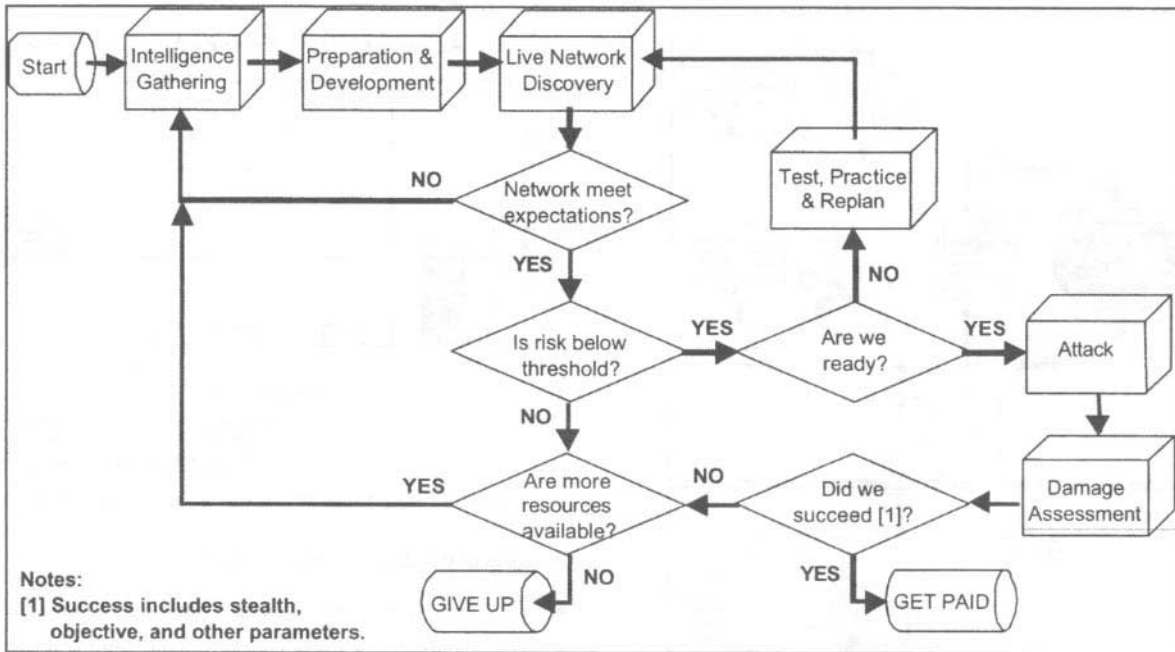 Start
Intelligence
Gathering
Preparation &
Development
Live Network
Discovery
Test, Practice
& Replan
NO
Network meet
expectations?
YES
NO
Is risk below
threshold?
YES
Are we
ready?
YES
Attack
NO
YES
Are more
resources
available?
NO
Did we
succeed [1]?
Damage
Assessment
NO
YES
GIVE UP
GET PAID
Notes:
[1] Success includes stealth,
objective, and other parameters.